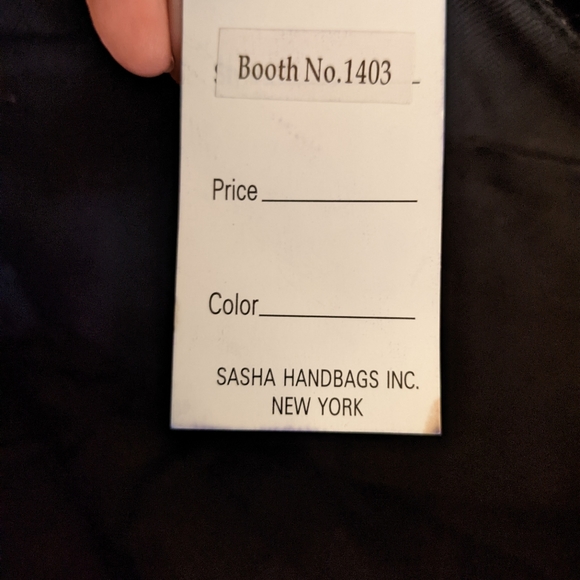 Booth No.1403
Price
Color
SASHA HANDBAGS INC.
NEW YORK